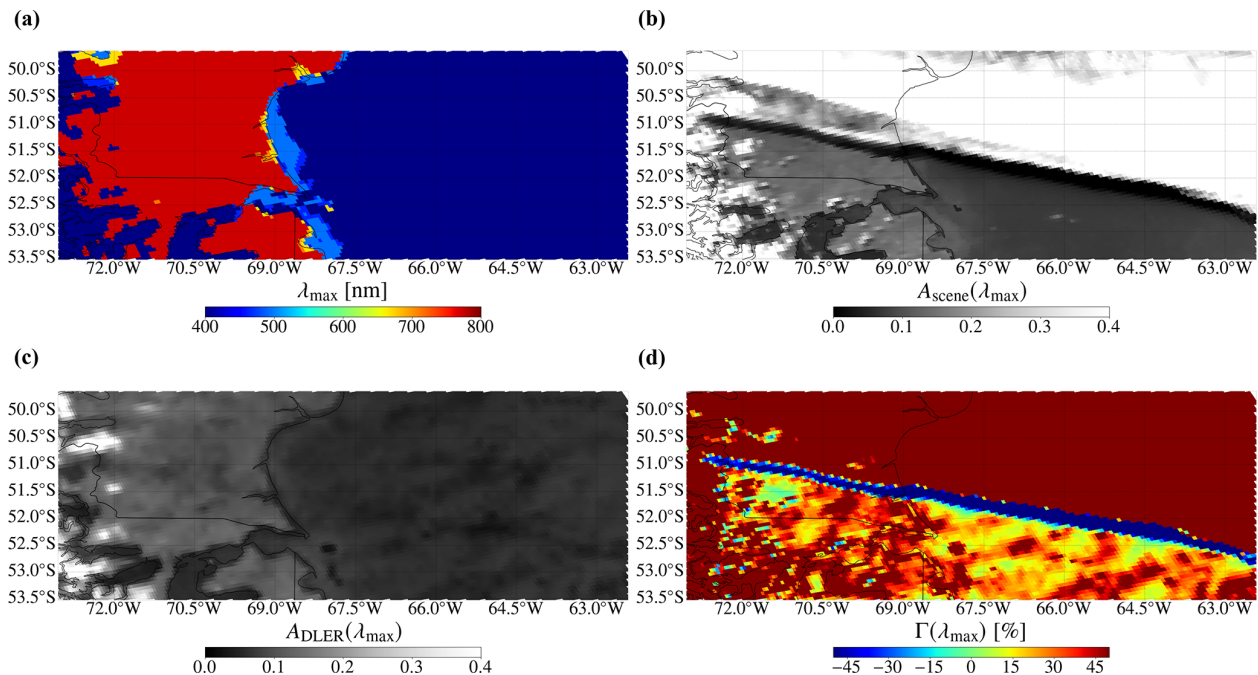 (a)
50.0°S
50.5°S
51.0°S
51.5°S
52.0°S
52.5°S
53.0°S
53.5°S
72.0°W 70.5°W 69.0°W 67.5°W 66.0°W 64.5°W 63.0°W
λmax [nm]
400 500 600 700 800
(b)
50.0°S
50.5°S
51.0°S
51.5°S
52.0°S
52.5°S
53.0°S
53.5°S
72.0°W 70.5°W 69.0°W 67.5°W 66.0°W 64.5°W 63.0°W
Ascene(λmax)
0.0 0.1 0.2 0.3 0.4
(c)
50.0°S
50.5°S
51.0°S
51.5°S
52.0°S
52.5°S
53.0°S
53.5°S
72.0°W 70.5°W 69.0°W 67.5°W 66.0°W 64.5°W 63.0°W
ADLER(λmax)
0.0 0.1 0.2 0.3 0.4
(d)
50.0°S
50.5°S
51.0°S
51.5°S
52.0°S
52.5°S
53.0°S
53.5°S
72.0°W 70.5°W 69.0°W 67.5°W 66.0°W 64.5°W 63.0°W
Γ(λmax) [%]
−45 −30 −15 0 15 30 45